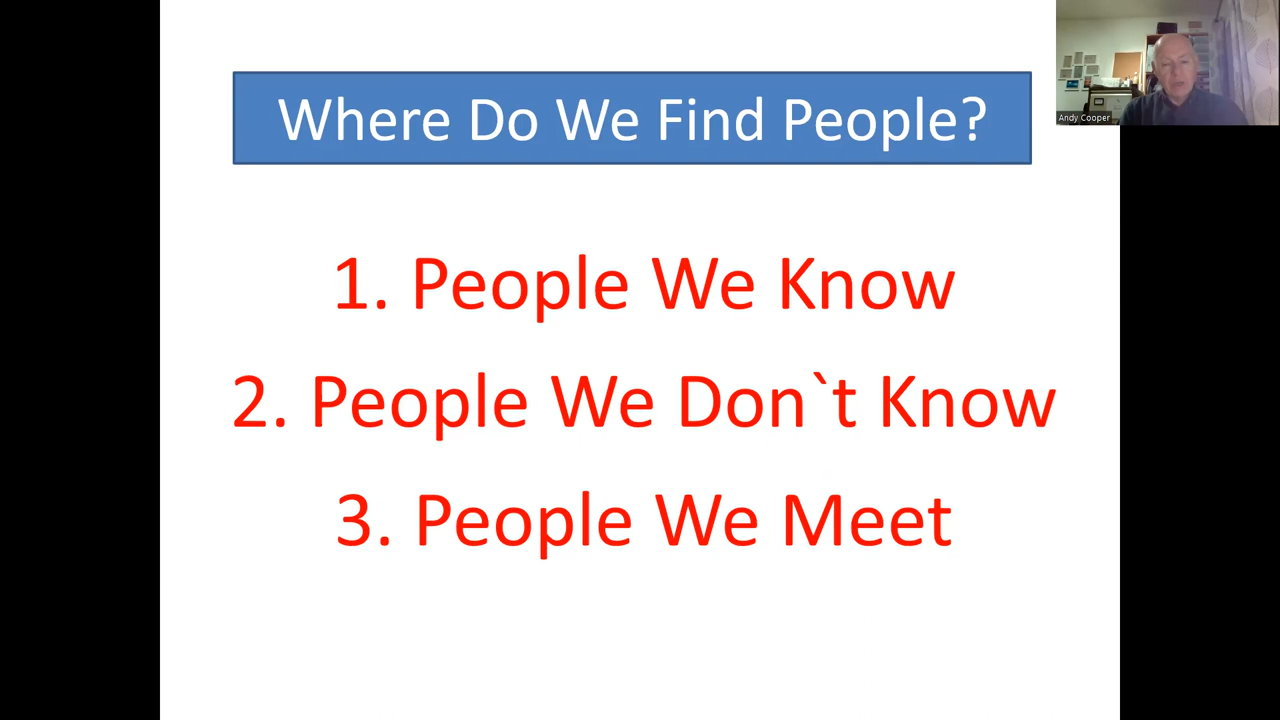 Where Do We Find People?
Andy Cooper
1. People We Know
2. People We Don`t Know
3. People We Meet